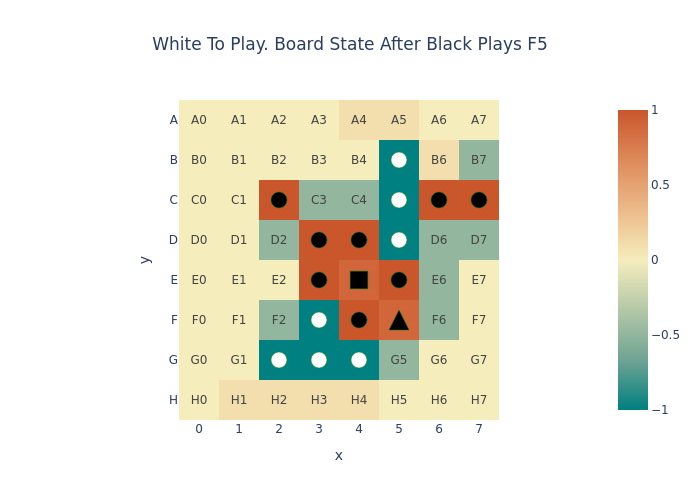 White To Play. Board State After Black Plays F5
A A0 A1 A2 A3 A4 A5 A6 A7
B B0 B1 B2 B3 B4 B6 B7
C C0 C1 C3 C4
D D0 D1 D2 D6 D7
E E0 E1 E2 E6 E7
F F0 F1 F2 F6 F7
G G0 G1 G5 G6 G7
H H0 H1 H2 H3 H4 H5 H6 H7
0 1 2 3 4 5 6 7
x
y
1
0.5
0
−0.5
−1